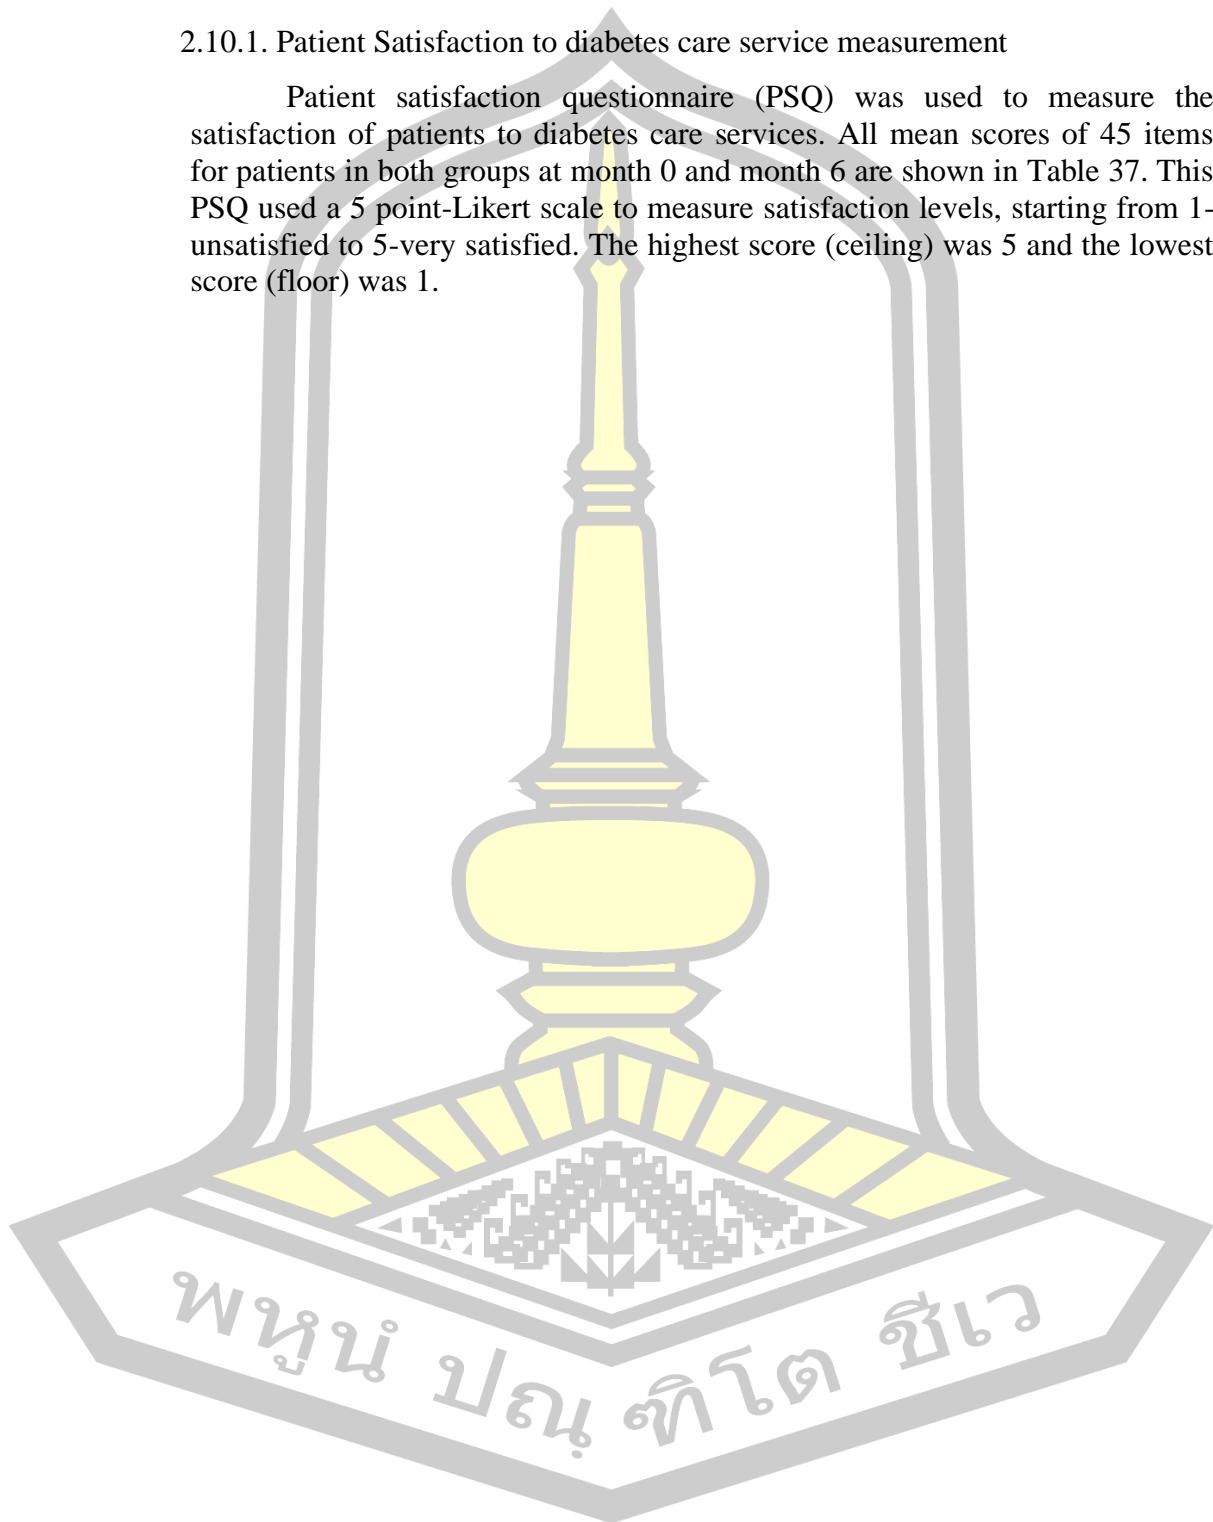 2.10.1. Patient Satisfaction to diabetes care service measurement
Patient satisfaction questionnaire (PSQ) was used to measure the
satisfaction of patients to diabetes care services. All mean scores of 45 items
for patients in both groups at month 0 and month 6 are shown in Table 37. This
PSQ used a 5 point-Likert scale to measure satisfaction levels, starting from 1-
unsatisfied to 5-very satisfied. The highest score (ceiling) was 5 and the lowest
score (floor) was 1.
พหูนํ ปณฺฑิโต ชีเว